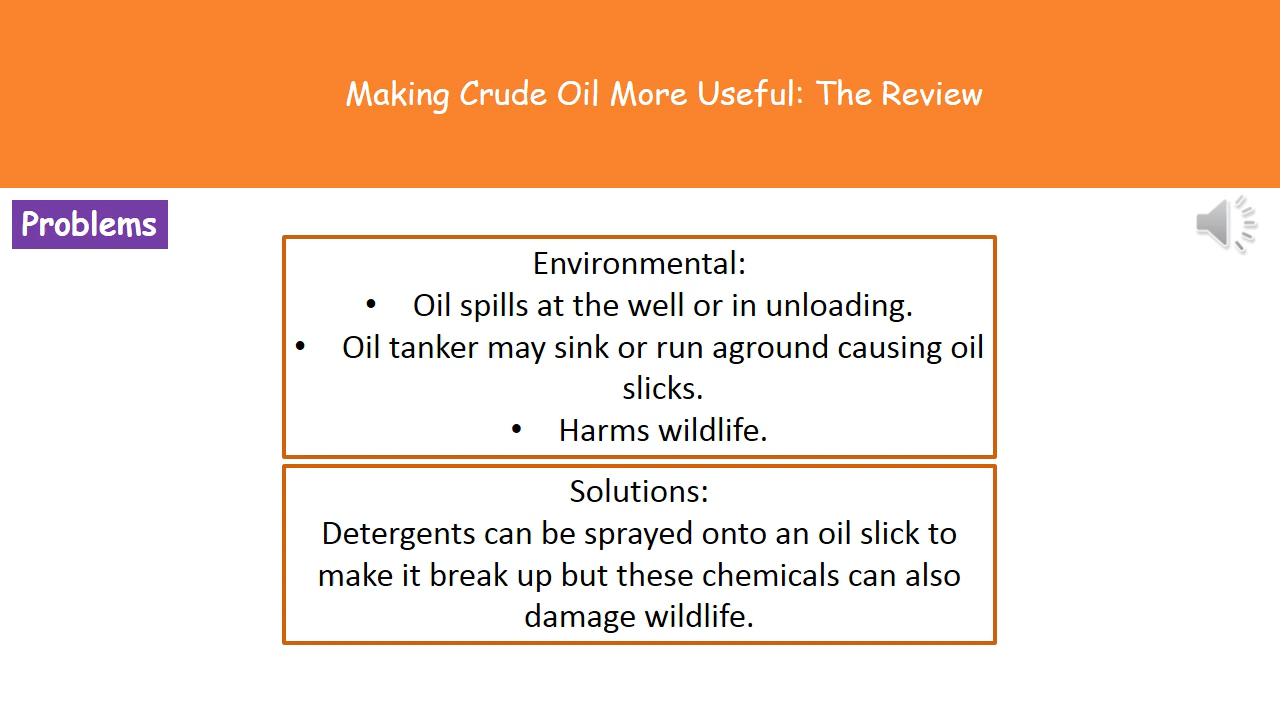 Making Crude Oil More Useful: The Review
Problems
Environmental:
• Oil spills at the well or in unloading.
• Oil tanker may sink or run aground causing oil
slicks.
• Harms wildlife.
Solutions:
Detergents can be sprayed onto an oil slick to
make it break up but these chemicals can also
damage wildlife.